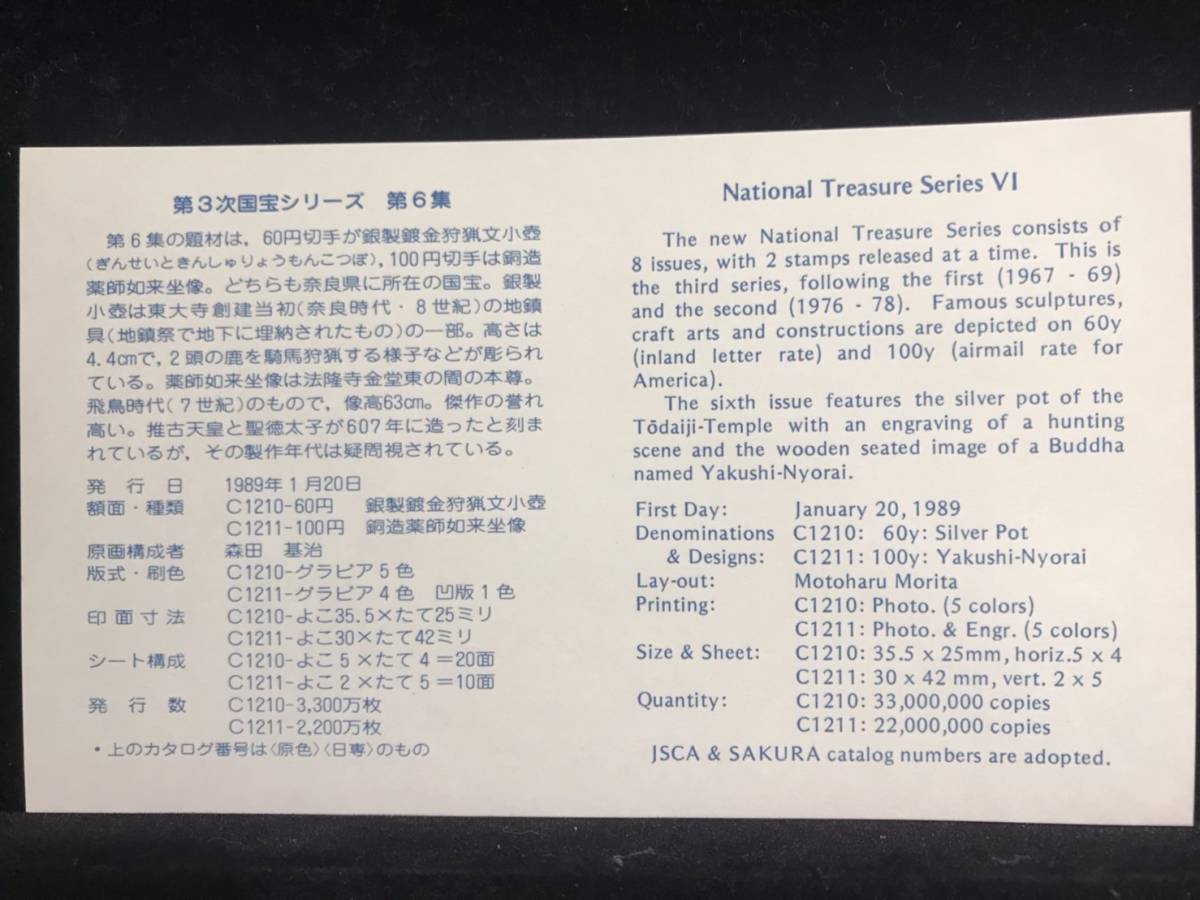 第３次国宝シリーズ　第６集
第６集の題材は，60円切手が銀製鍍金狩猟文小壺
(ぎんせいときんしゅりょうもんこつぼ)，100円切手は銅造
薬師如来坐像。どちらも奈良県に所在の国宝。銀製
小壺は東大寺創建当初(奈良時代・８世紀)の地鎮
具(地鎮祭で地下に埋納されたもの)の一部。高さは
4.4㎝で，２頭の鹿を騎馬狩猟する様子などが彫られ
ている。薬師如来坐像は法隆寺金堂東の間の本尊。
飛鳥時代(７世紀)のもので，像高63㎝。傑作の誉れ
高い。推古天皇と聖徳太子が607年に造ったと刻ま
れているが，その製作年代は疑問視されている。
発　行　日　1989年１月20日
額面・種類　C1210-60円　銀製鍍金狩猟文小壺
C1211-100円　銅造薬師如来坐像
原画構成者　森田　基治
版式・刷色　C1210-グラビア５色
C1211-グラビア４色　凹版１色
印面寸法　C1210-よこ35.5×たて25ミリ
C1211-よこ30×たて42ミリ
シート構成　C1210-よこ５×たて４＝20面
C1211-よこ２×たて５＝10面
発　行　数　C1210-3,300万枚
C1211-2,200万枚
・上のカタログ番号は〈原色〉〈日専〉のもの
National Treasure Series VI
The new National Treasure Series consists of
8 issues, with 2 stamps released at a time. This is
the third series, following the first (1967 - 69)
and the second (1976 - 78). Famous sculptures,
craft arts and constructions are depicted on 60y
(inland letter rate) and 100y (airmail rate for
America).
The sixth issue features the silver pot of the
Tōdaiji-Temple with an engraving of a hunting
scene and the wooden seated image of a Buddha
named Yakushi-Nyorai.
First Day: January 20, 1989
Denominations C1210: 60y: Silver Pot
& Designs: C1211: 100y: Yakushi-Nyorai
Lay-out: Motoharu Morita
Printing: C1210: Photo. (5 colors)
C1211: Photo. & Engr. (5 colors)
Size & Sheet: C1210: 35.5 x 25mm, horiz.5 x 4
C1211: 30 x 42 mm, vert. 2 x 5
Quantity: C1210: 33,000,000 copies
C1211: 22,000,000 copies
JSCA & SAKURA catalog numbers are adopted.